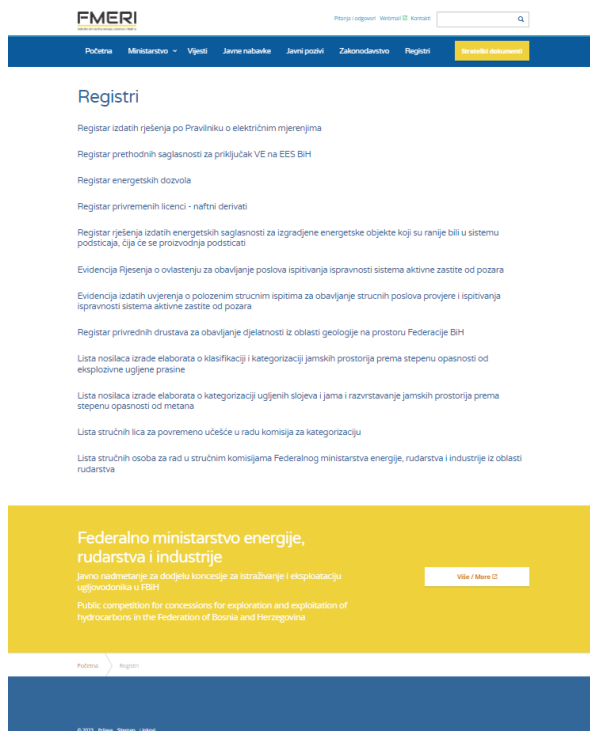 FMERI
Pitanja i odgovori Webmail Kontakti
Početna Ministarstvo Vijesti Javne nabavke Javni pozivi Zakonodavstvo Registri Strateški dokumenti
Registri
Registar izdatih rješenja po Pravilniku o električnim mjerenjima
Registar prethodnih saglasnosti za priključak VE na EES BiH
Registar energetskih dozvola
Registar privremenih licenci - naftni derivati
Registar rješenja izdatih energetskih saglasnosti za izgrađene energetske objekte koji su ranije bili u sistemu
podsticaja, čija će se proizvodnja podsticati
Evidencija Rjesenja o ovlastenju za obavljanje poslova ispitivanja ispravnosti sistema aktivne zastite od pozara
Evidencija izdatih uvjerenja o polozenim strucnim ispitima za obavljanje strucnih poslova provjere i ispitivanja
ispravnosti sistema aktivne zastite od pozara
Registar privrednih drustava za obavljanje djelatnosti iz oblasti geologije na prostoru Federacije BiH
Lista nosilaca izrade elaborata o klasifikaciji i kategorizaciji jamskih prostorija prema stepenu opasnosti od
eksplozivne ugljene prasine
Lista nosilaca izrade elaborata o kategorizaciji ugljenih slojeva i jama i razvrstavanje jamskih prostorija prema
stepenu opasnosti od metana
Lista stručnih lica za povremeno učešće u radu komisija za kategorizaciju
Lista stručnih osoba za rad u stručnim komisijama Federalnog ministarstva energije, rudarstva i industrije iz oblasti
rudarstva
Federalno ministarstvo energije,
rudarstva i industrije
Javno nadmetanje za dodjelu koncesije za istraživanje i eksploataciju
ugljovodonika u FBIH
Više / More
Public competition for concessions for exploration and exploitation of
hydrocarbons in the Federation of Bosnia and Herzegovina
Početna Registri